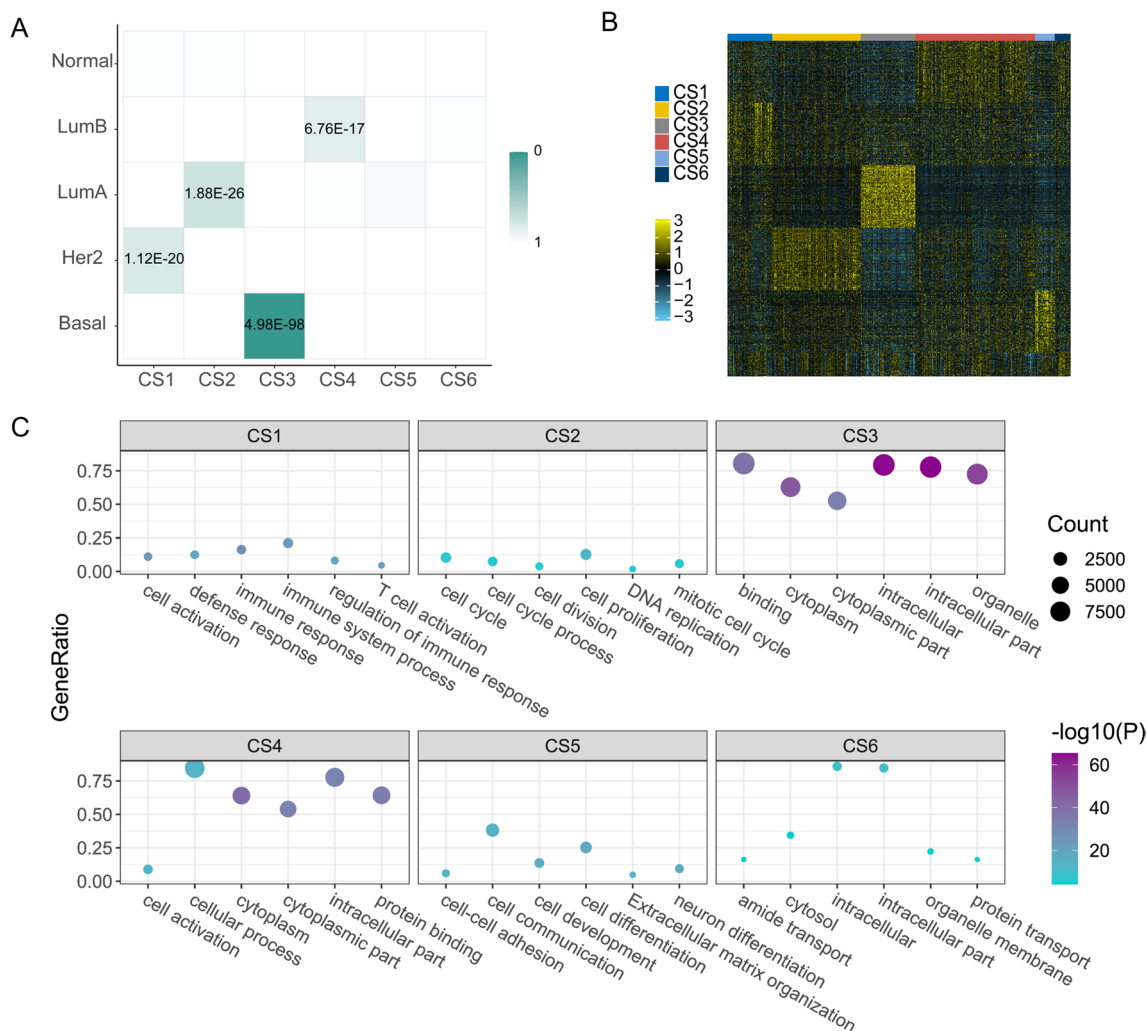 A
Normal
LumB
LumA
Her2
Basal
6.76E-17
1.88E-26
1.12E-20
4.98E-98
CS1 CS2 CS3 CS4 CS5 CS6
0
1
B
CS1
CS2
CS3
CS4
CS5
CS6
3
2
1
0
−1
−2
−3
C
GeneRatio
CS1
CS2
CS3
0.75
0.50
0.25
0.00
cell activation
defense response
immune response
immune system process
regulation of immune response
T cell activation
cell cycle
cell cycle process
cell division
cell proliferation
DNA replication
mitotic cell cycle
binding
cytoplasm
cytoplasmic part
intracellular
intracellular part
organelle
Count
2500
5000
7500
CS4
CS5
CS6
0.75
0.50
0.25
0.00
cell activation
cellular process
cytoplasm
cytoplasmic part
intracellular part
protein binding
cell-cell adhesion
cell communication
cell development
cell differentiation
Extracellular matrix organization
neuron differentiation
amide transport
cytosol
intracellular
intracellular part
organelle membrane
protein transport
-log10(P)
60
40
20